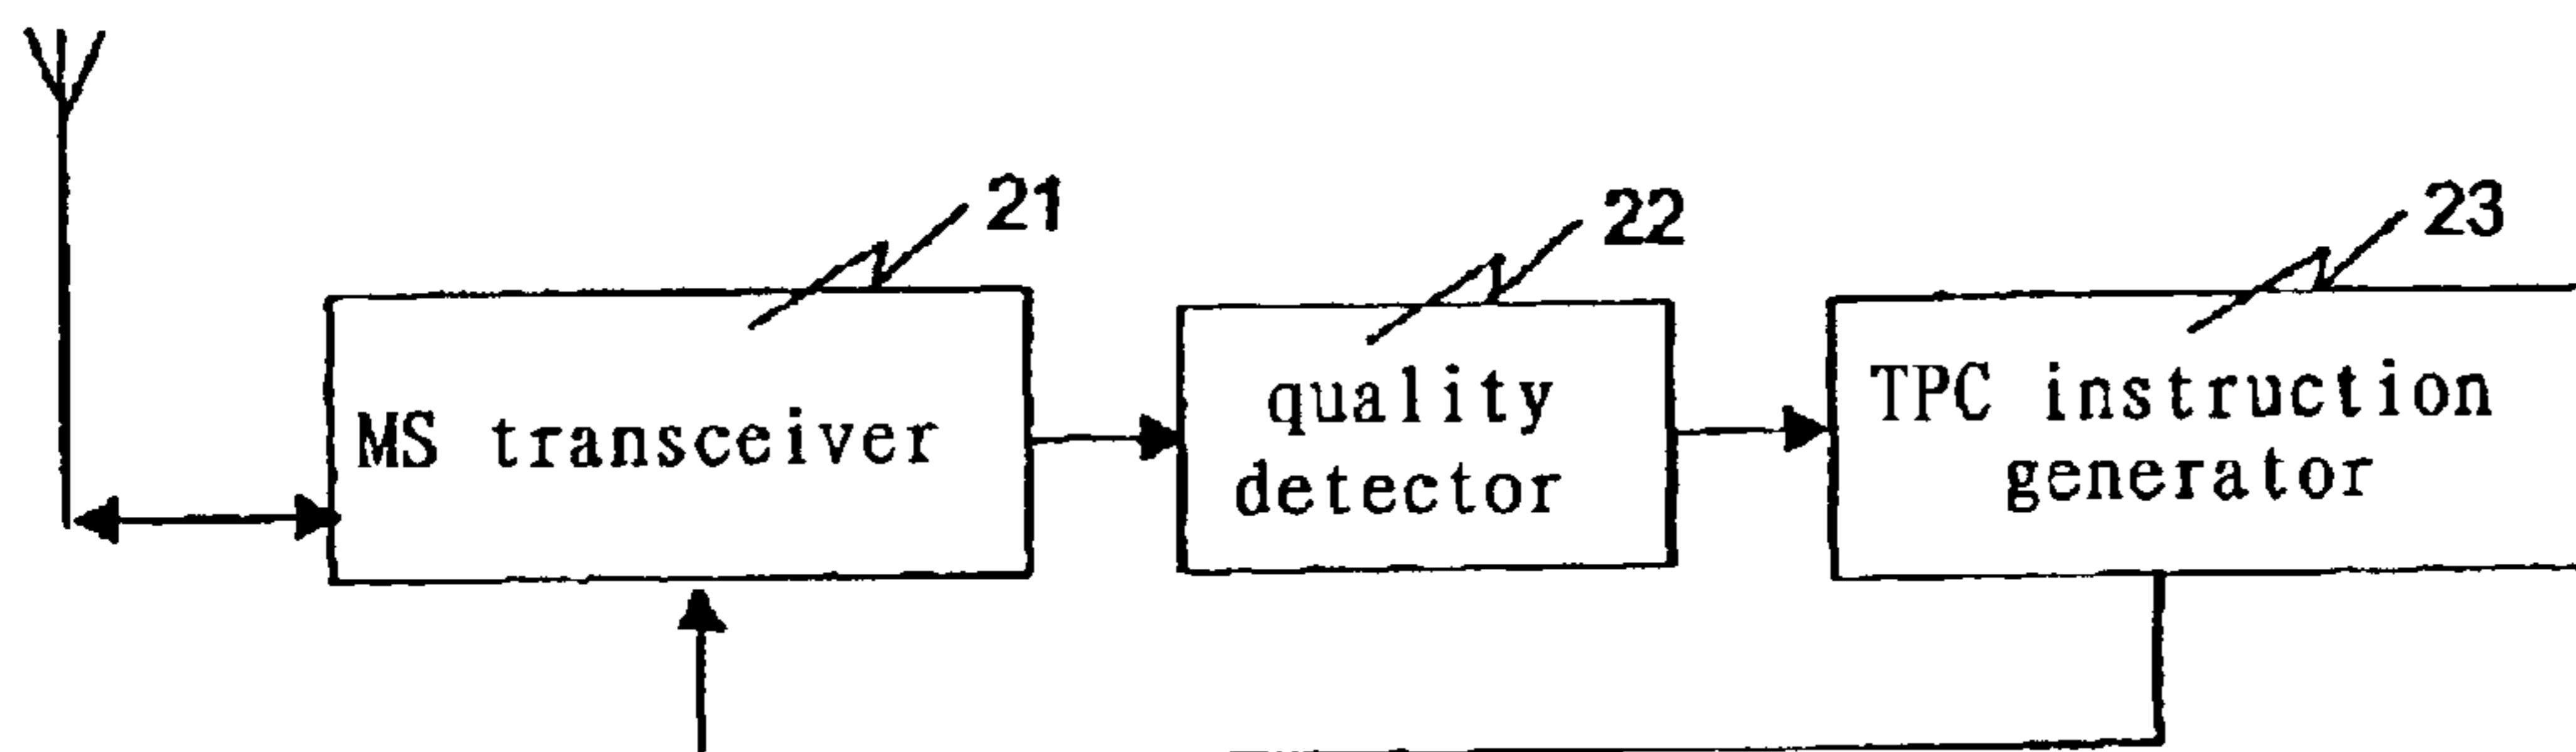 21
22
23
MS transceiver
quality
detector
TPC instruction
generator